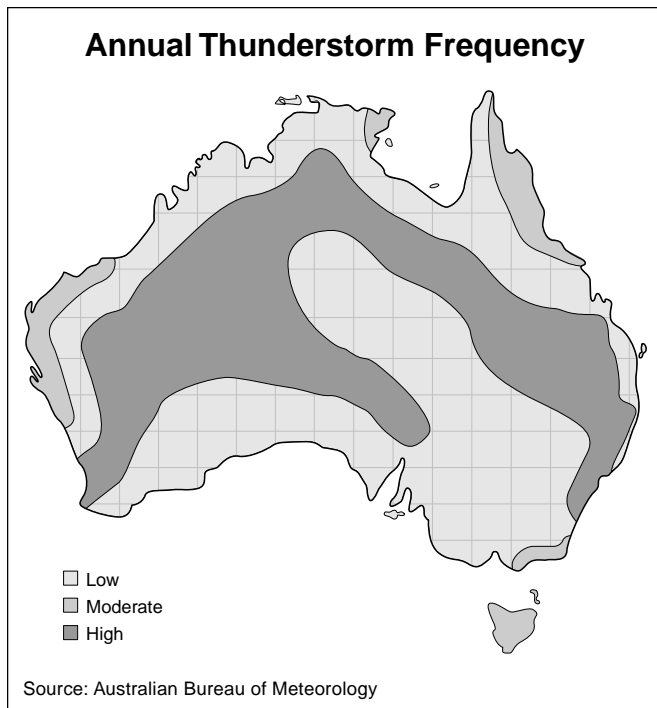 Annual Thunderstorm Frequency
Low
Moderate
High
Source: Australian Bureau of Meteorology